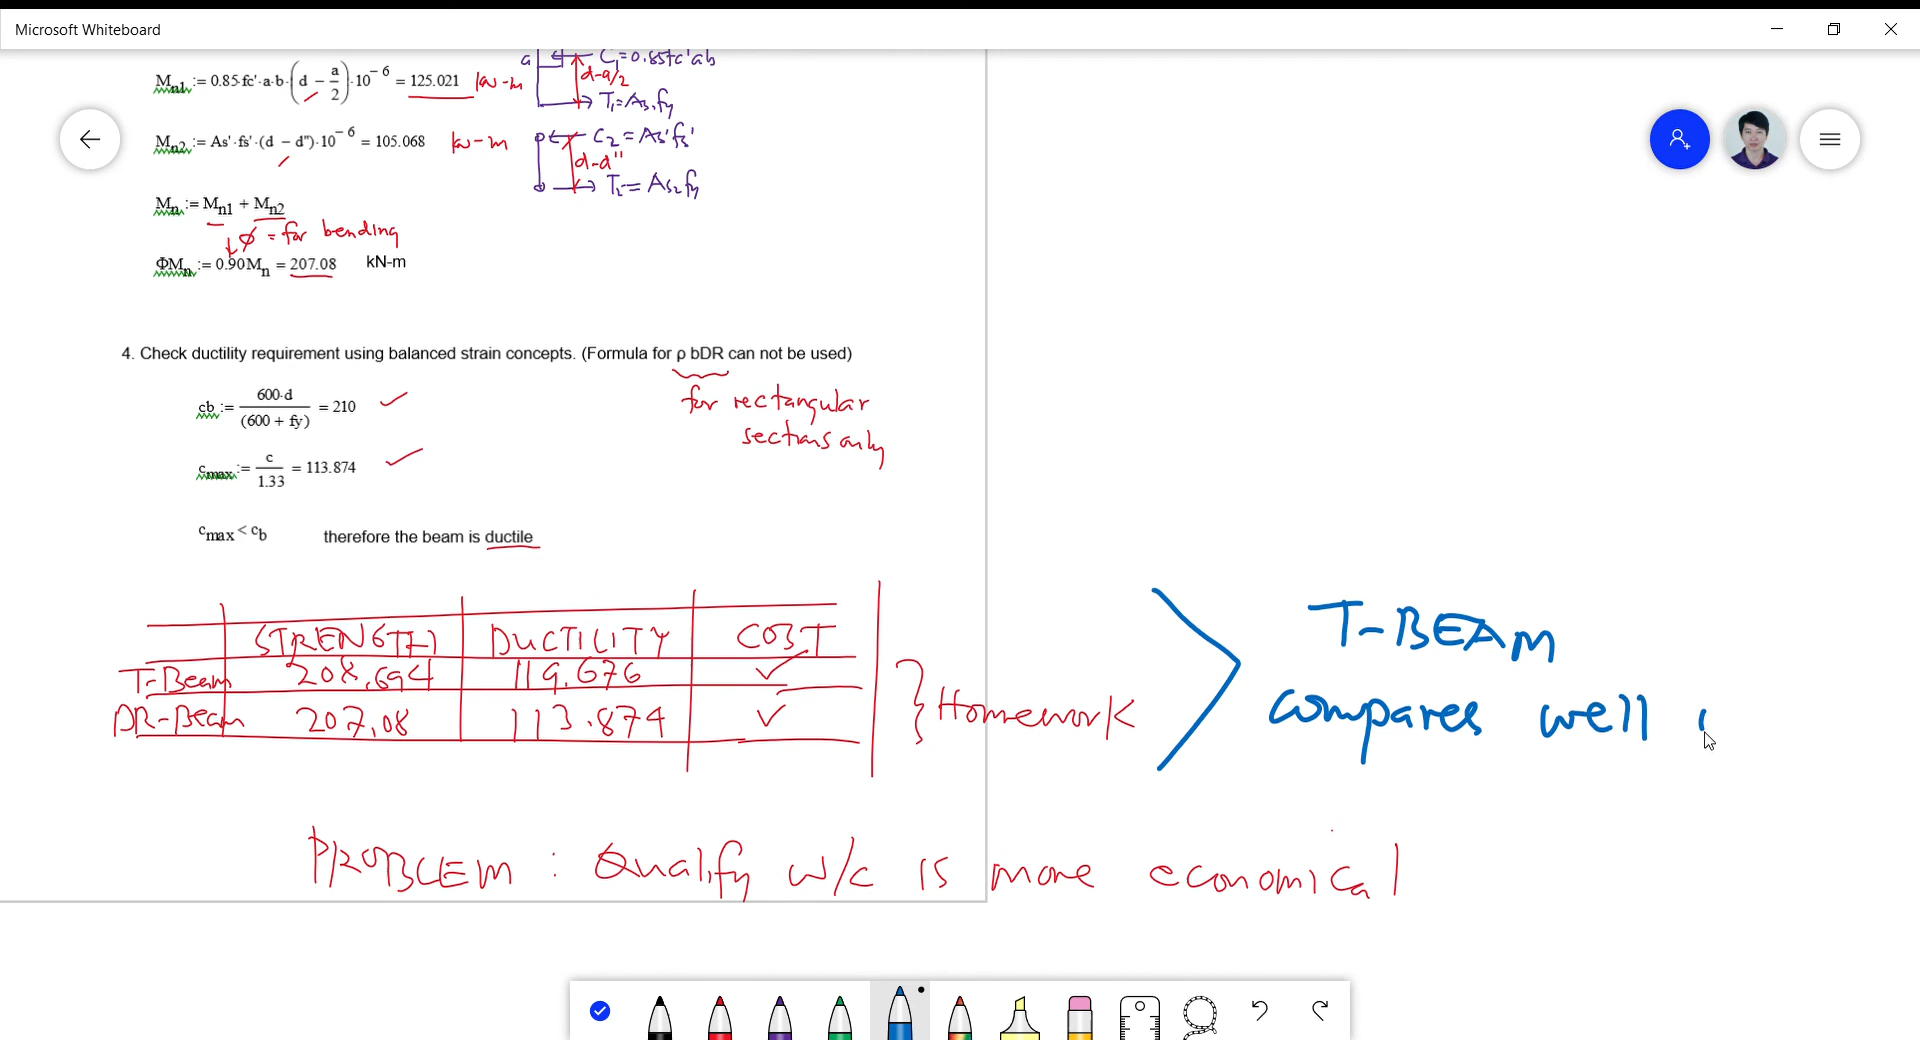 Microsoft Whiteboard
a C₁=0.85fc'ab
Mn1 := 0.85·fc'·a·b·(d − a/2)·10^−6 = 125.021 kN-m
d-a/2
T₁=As₁fy
Mn2 := As'·fs'·(d − d'')·10^−6 = 105.068 kN-m
C₂ = As'fs'
d-d''
T₂= As₂fy
Mn := Mn1 + Mn2
φ = for bending
ΦMn := 0.90Mn = 207.08 kN-m
4. Check ductility requirement using balanced strain concepts. (Formula for ρ bDR can not be used)
for rectangular
sections only
cb := 600·d/(600 + fy) = 210 ✓
cmax := c/1.33 = 113.874 ✓
cmax < cb therefore the beam is ductile
STRENGTH DUCTILITY COST
T-Beam 208.694 119.676 ✓
DR-Beam 207.08 113.874 ✓
Homework
T-BEAM
compares well
PROBLEM : Qualify w/c is more economical